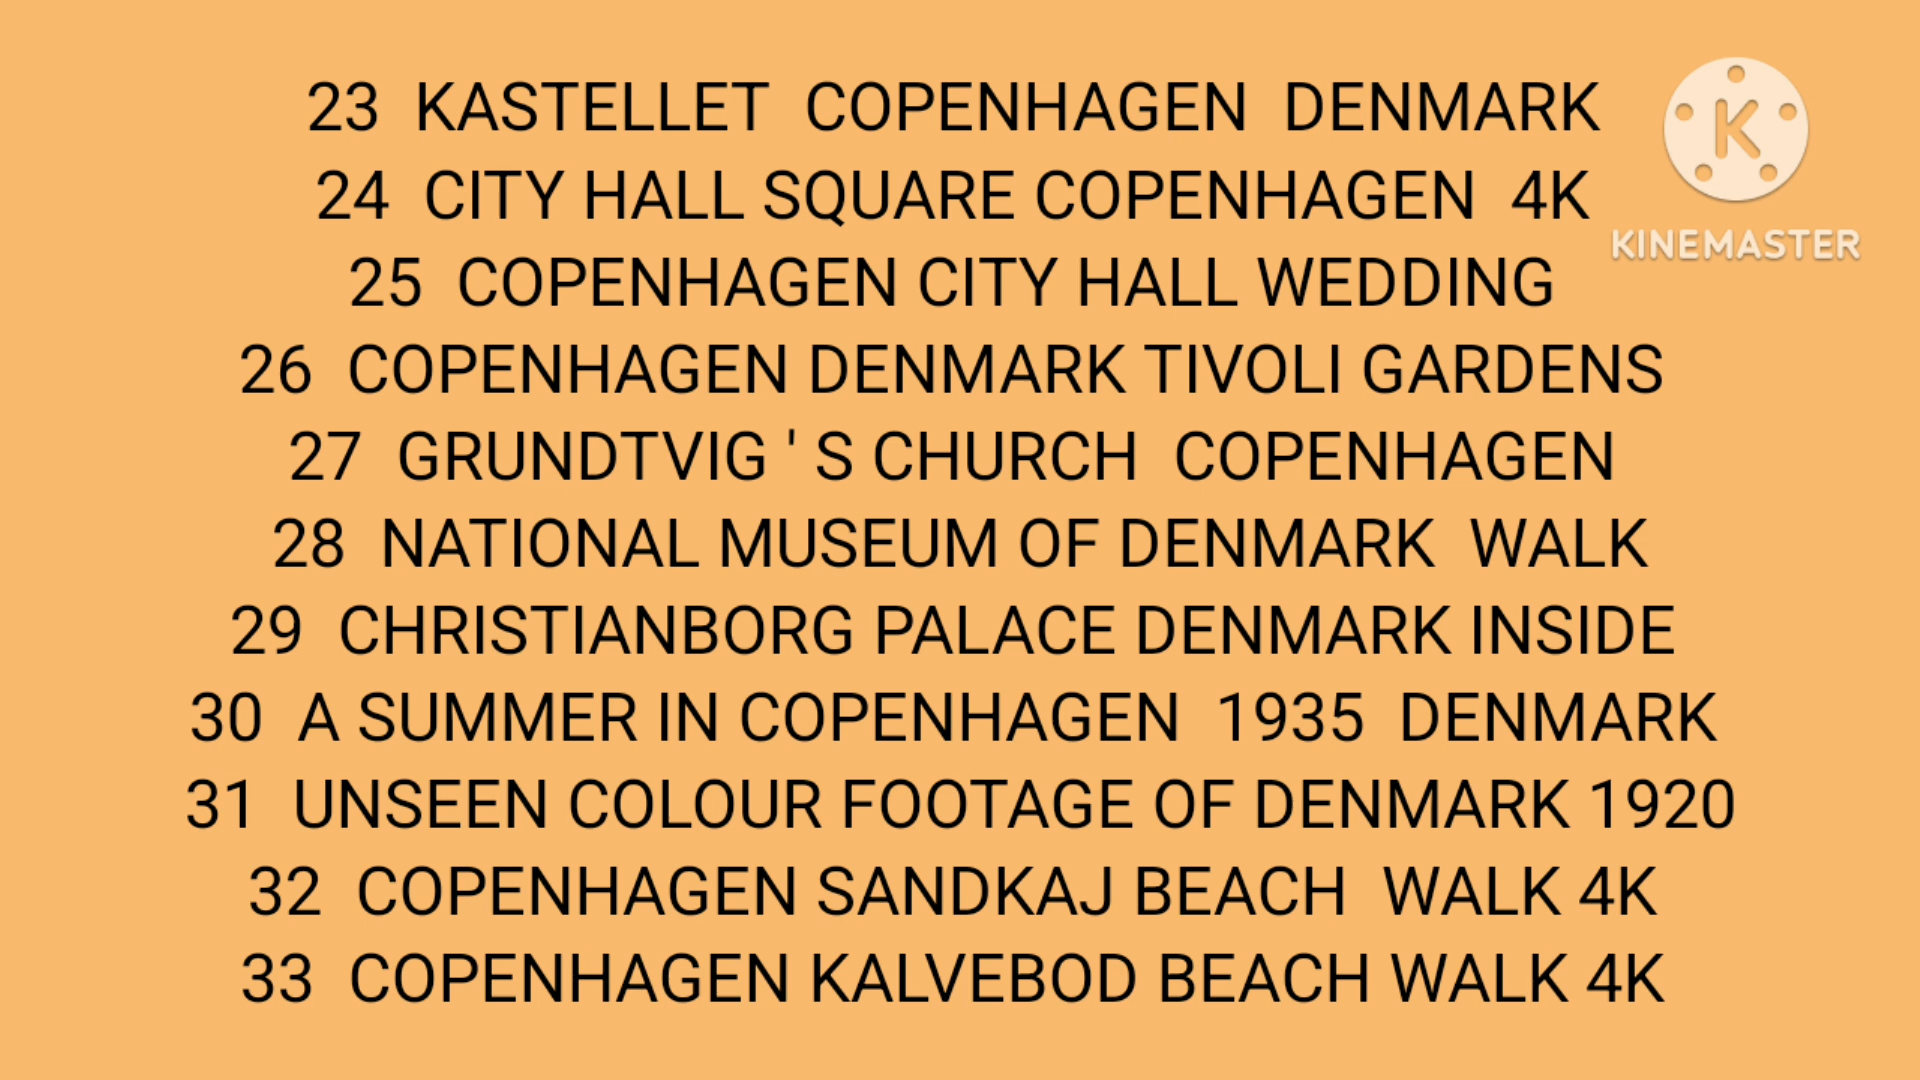 23 KASTELLET COPENHAGEN DENMARK
24 CITY HALL SQUARE COPENHAGEN 4K
25 COPENHAGEN CITY HALL WEDDING
26 COPENHAGEN DENMARK TIVOLI GARDENS
27 GRUNDTVIG ' S CHURCH COPENHAGEN
28 NATIONAL MUSEUM OF DENMARK WALK
29 CHRISTIANBORG PALACE DENMARK INSIDE
30 A SUMMER IN COPENHAGEN 1935 DENMARK
31 UNSEEN COLOUR FOOTAGE OF DENMARK 1920
32 COPENHAGEN SANDKAJ BEACH WALK 4K
33 COPENHAGEN KALVEBOD BEACH WALK 4K
K
KINEMASTER